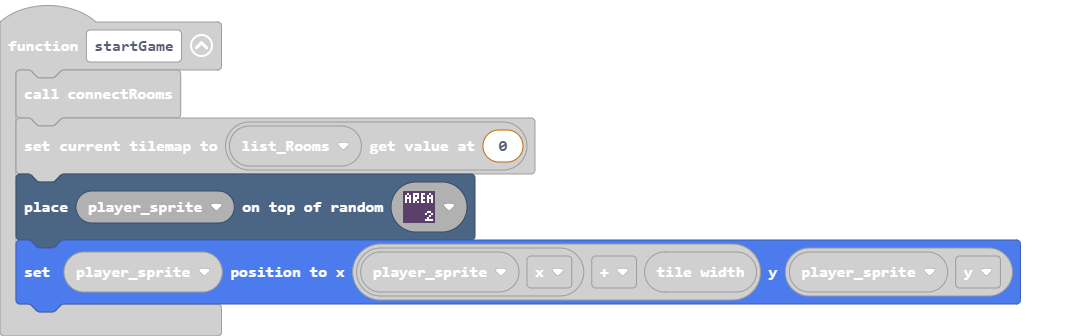 function startGame
call connectRooms
set current tilemap to list_Rooms get value at 0
place player_sprite on top of random AREA 2
set player_sprite position to x player_sprite x + tile width y player_sprite y